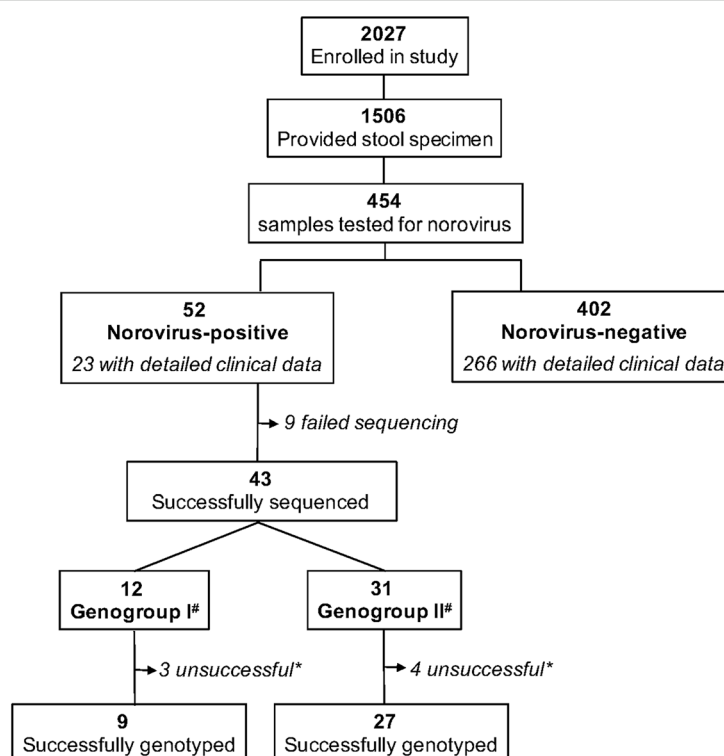 2027
Enrolled in study
1506
Provided stool specimen
454
samples tested for norovirus
52
Norovirus-positive
23 with detailed clinical data
402
Norovirus-negative
266 with detailed clinical data
9 failed sequencing
43
Successfully sequenced
12
Genogroup I#
31
Genogroup II#
3 unsuccessful*
4 unsuccessful*
9
Successfully genotyped
27
Successfully genotyped